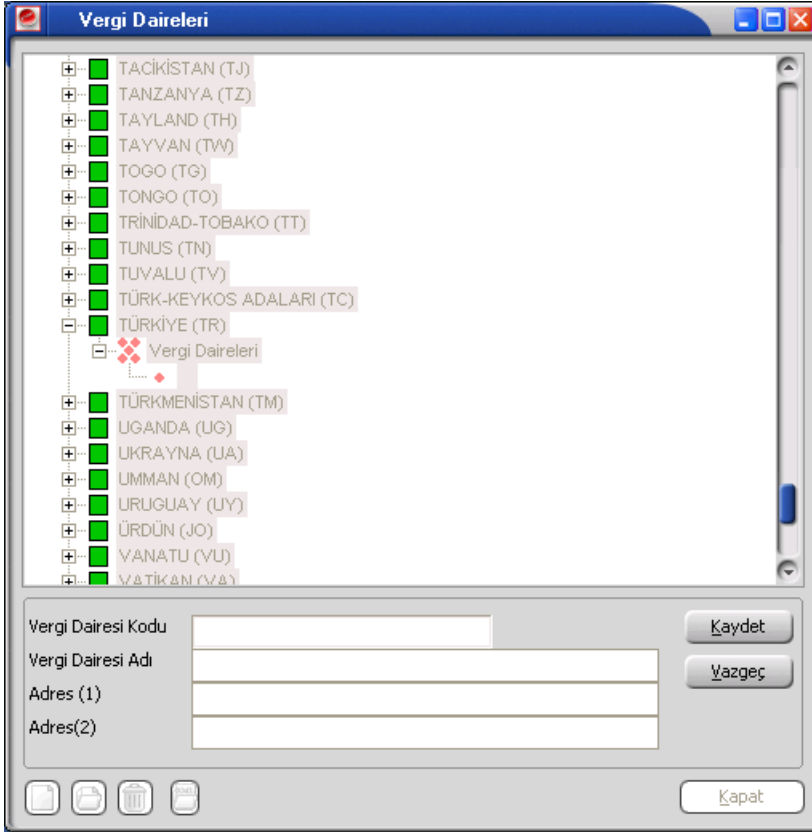 Vergi Daireleri
TACİKİSTAN (TJ)
TANZANYA (TZ)
TAYLAND (TH)
TAYVAN (TW)
TOGO (TG)
TONGO (TO)
TRİNİDAD-TOBAKO (TT)
TUNUS (TN)
TUVALU (TV)
TÜRK-KEYKOS ADALARI (TC)
TÜRKİYE (TR)
Vergi Daireleri
TÜRKMENİSTAN (TM)
UGANDA (UG)
UKRAYNA (UA)
UMMAN (OM)
URUGUAY (UY)
ÜRDÜN (JO)
VANATU (VU)
VATİKAN (VA)
Vergi Dairesi Kodu
Kaydet
Vergi Dairesi Adı
Vazgeç
Adres (1)
Adres(2)
Kapat